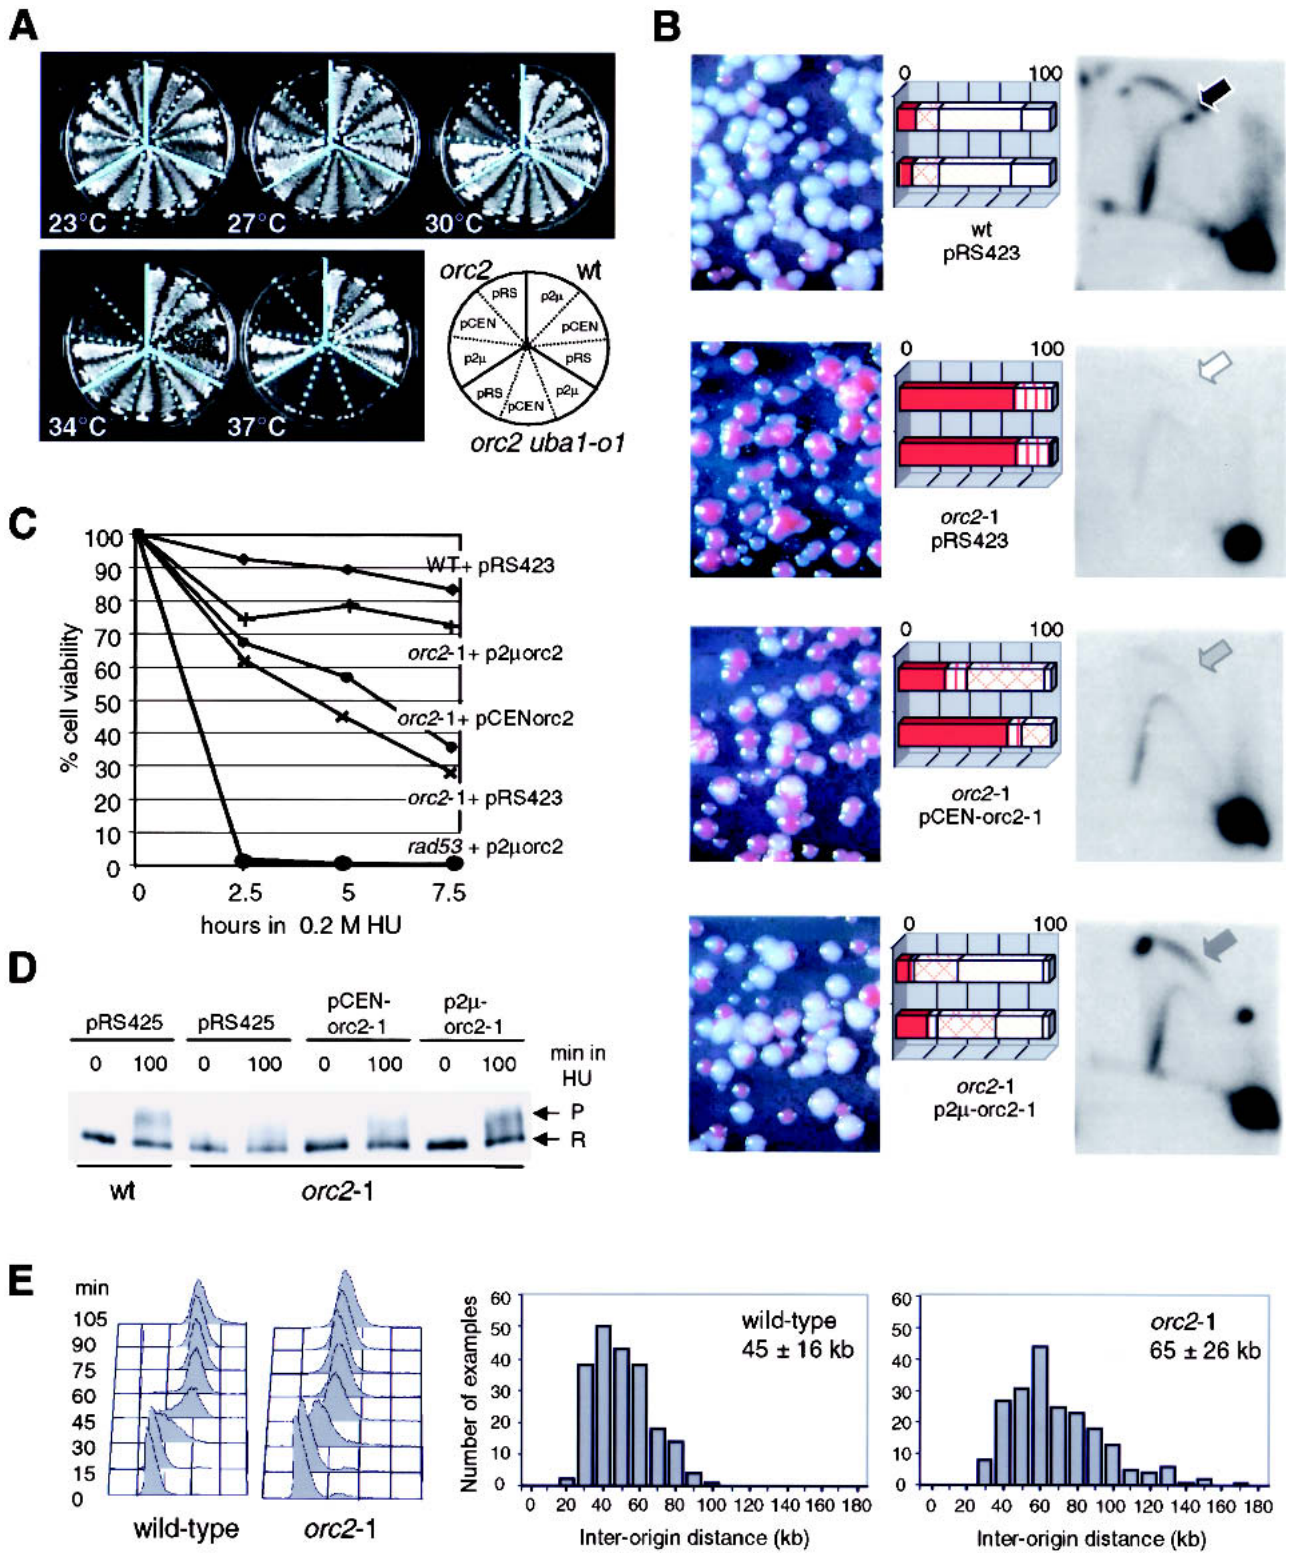 A
23°C
27°C
30°C
34°C
37°C
orc2
wt
pRS
p2μ
pCEN
pCEN
p2μ
pRS
pRS
p2μ
pCEN
orc2 uba1-o1
B
0
100
wt
pRS423
0
100
orc2-1
pRS423
0
100
orc2-1
pCEN-orc2-1
0
100
orc2-1
p2μ-orc2-1
C
% cell viability
100
90
80
70
60
50
40
30
20
10
0
WT + pRS423
orc2-1 + p2μorc2
orc2-1 + pCENorc2
orc2-1 + pRS423
rad53 + p2μorc2
0
2.5
5
7.5
hours in 0.2 M HU
D
pRS425
pRS425
pCEN-
orc2-1
p2μ-
orc2-1
0
100
0
100
0
100
0
100
min in
HU
P
R
wt
orc2-1
E
min
105
90
75
60
45
30
15
0
wild-type
orc2-1
Number of examples
60
50
40
30
20
10
0
wild-type
45 ± 16 kb
0 20 40 60 80 100 120 140 160 180
Inter-origin distance (kb)
60
50
40
30
20
10
0
orc2-1
65 ± 26 kb
0 20 40 60 80 100 120 140 160 180
Inter-origin distance (kb)